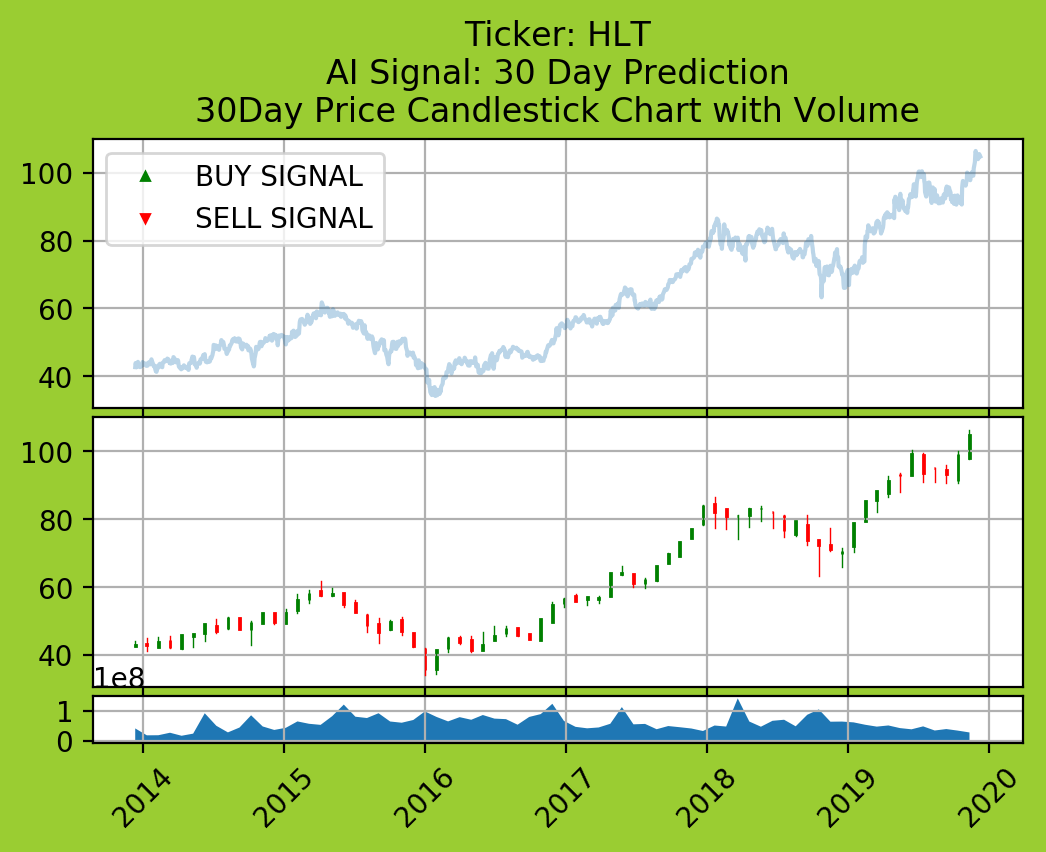 Ticker: HLT
AI Signal: 30 Day Prediction
30Day Price Candlestick Chart with Volume
BUY SIGNAL
SELL SIGNAL
100
80
60
40
100
80
60
40
1e8
1
0
2014
2015
2016
2017
2018
2019
2020